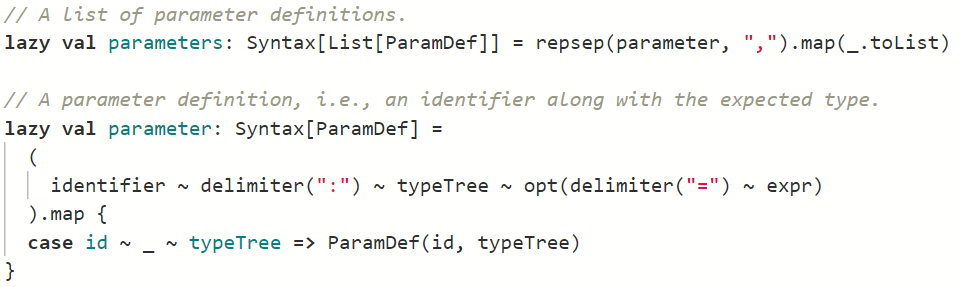 // A list of parameter definitions.
lazy val parameters: Syntax[List[ParamDef]] = repsep(parameter, ",").map(_.toList)
// A parameter definition, i.e., an identifier along with the expected type.
lazy val parameter: Syntax[ParamDef] =
(
identifier ~ delimiter(":") ~ typeTree ~ opt(delimiter("=") ~ expr)
).map {
case id ~ _ ~ typeTree => ParamDef(id, typeTree)
}